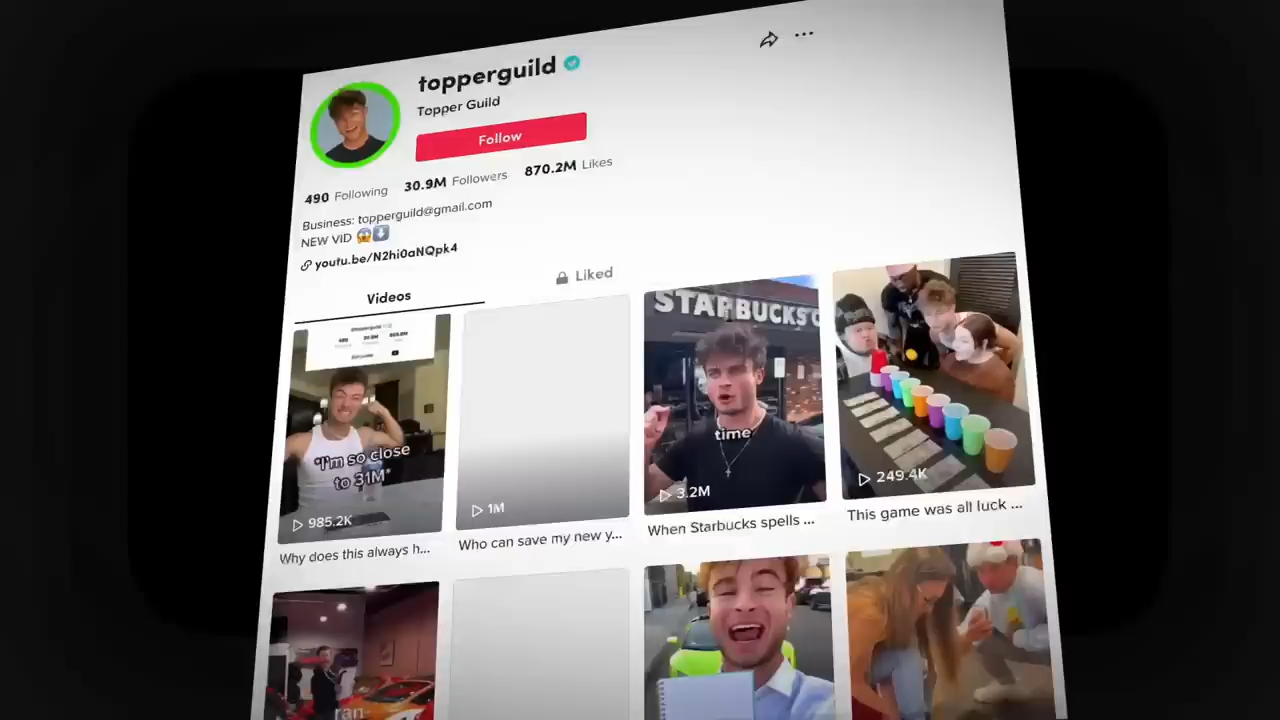 topperguild
Topper Guild
Follow
490 Following 30.9M Followers 870.2M Likes
Business: topperguild@gmail.com
NEW ViD 😱⬇️
youtu.be/N2hi0aNQpk4
Videos
Liked
"I'm so close
to 31M"
985.2K
1M
STARBUCKS C
time
3.2M
249.4K
Why does this always h...
Who can save my new y...
When Starbucks spells ...
This game was all luck ...
ran-